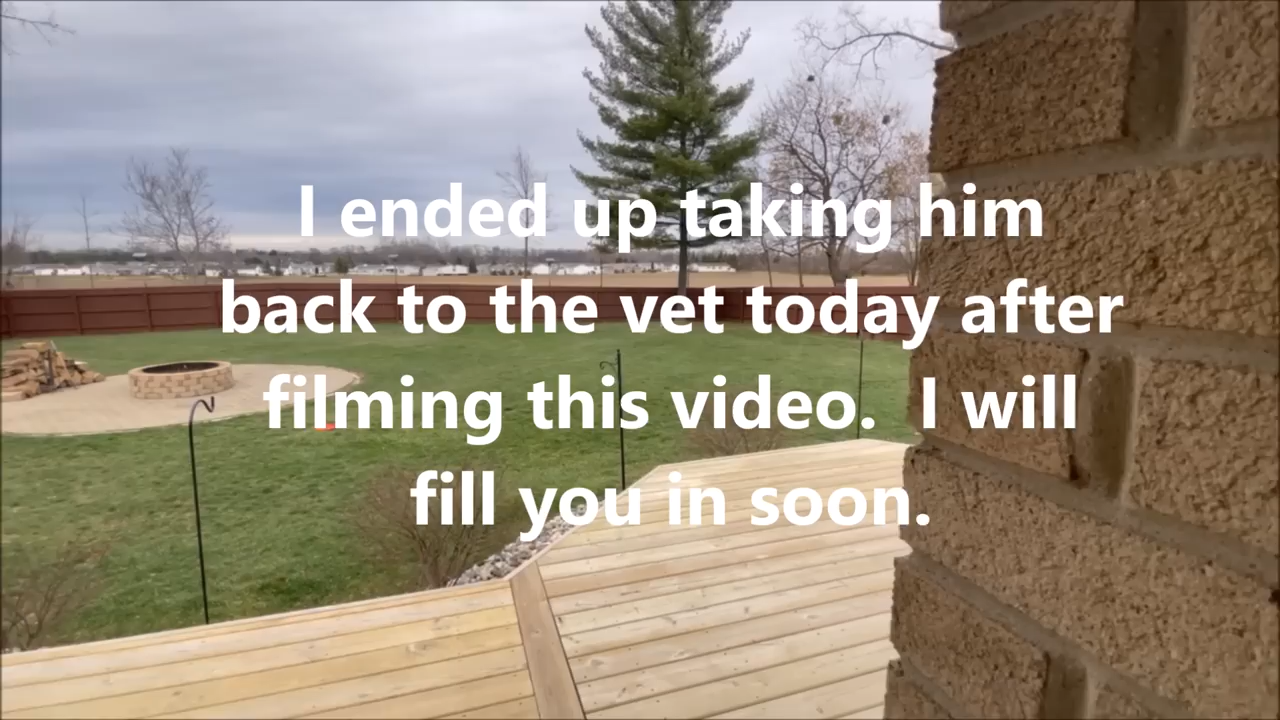 I ended up taking him
back to the vet today after
filming this video.  I will
fill you in soon.